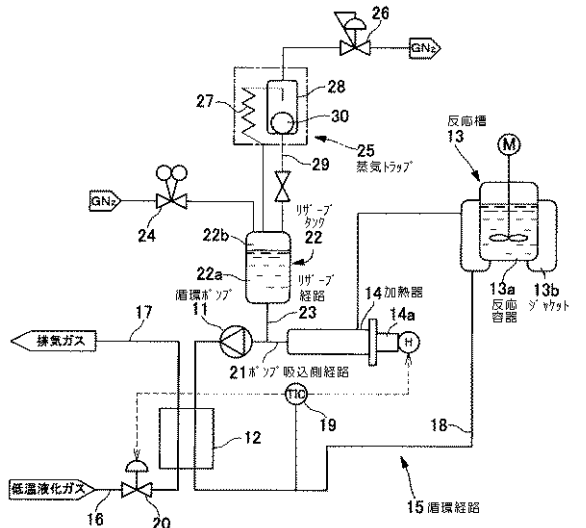 26
GN₂
28
27
30
25
蒸気トラップ
29
反応槽
13
M
GN₂
24
リザーブ
タンク
22
22b
22a
リザーブ
経路
23
循環ポンプ
11
14 加熱器
14a
H
13a
反応
容器
13b
ジャケット
17
排気ガス
21 ポンプ吸込側経路
TIC
19
18
12
低温液化ガス
16
20
15 循環経路